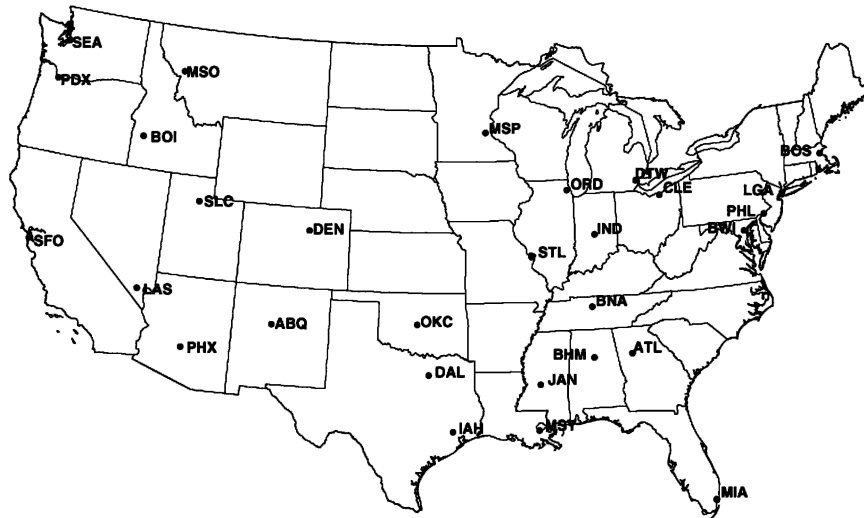 SEA
MSO
PDX
MSP
BOI
BOS
DTW
ORD
CLE
LGA
SLC
PHL
DEN
IND
BWI
SFO
STL
LAS
BNA
ABQ
OKC
PHX
BHM
ATL
DAL
JAN
IAH
MSY
MIA